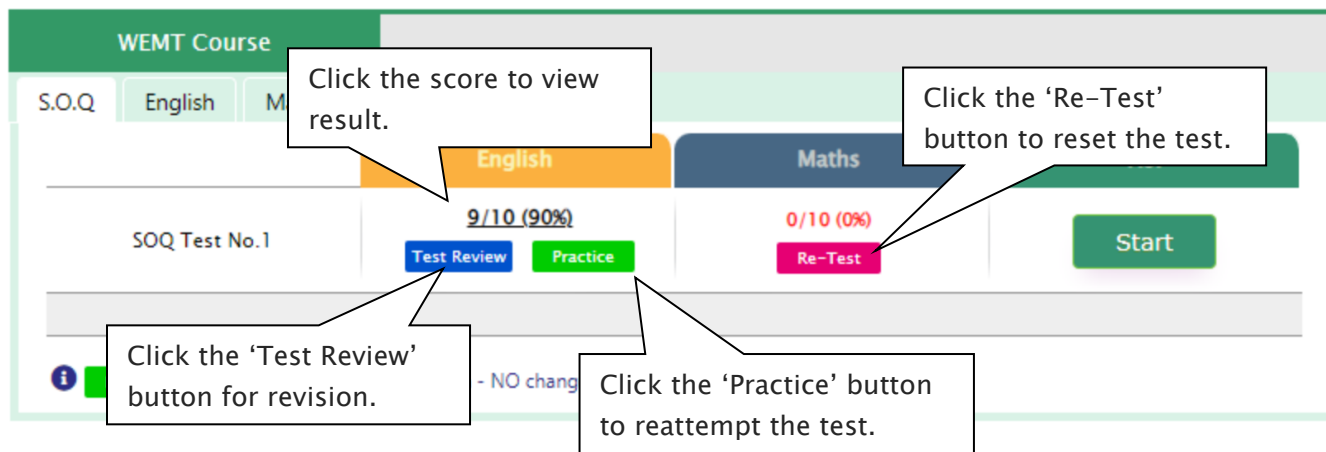 WEMT Course
Click the score to view
result.
Click the ‘Re-Test’
button to reset the test.
S.O.Q English
English Maths
SOQ Test No.1 9/10 (90%) 0/10 (0%) Start
Test Review Practice Re-Test
Click the ‘Test Review’
button for revision.
- NO
Click the ‘Practice’ button
to reattempt the test.